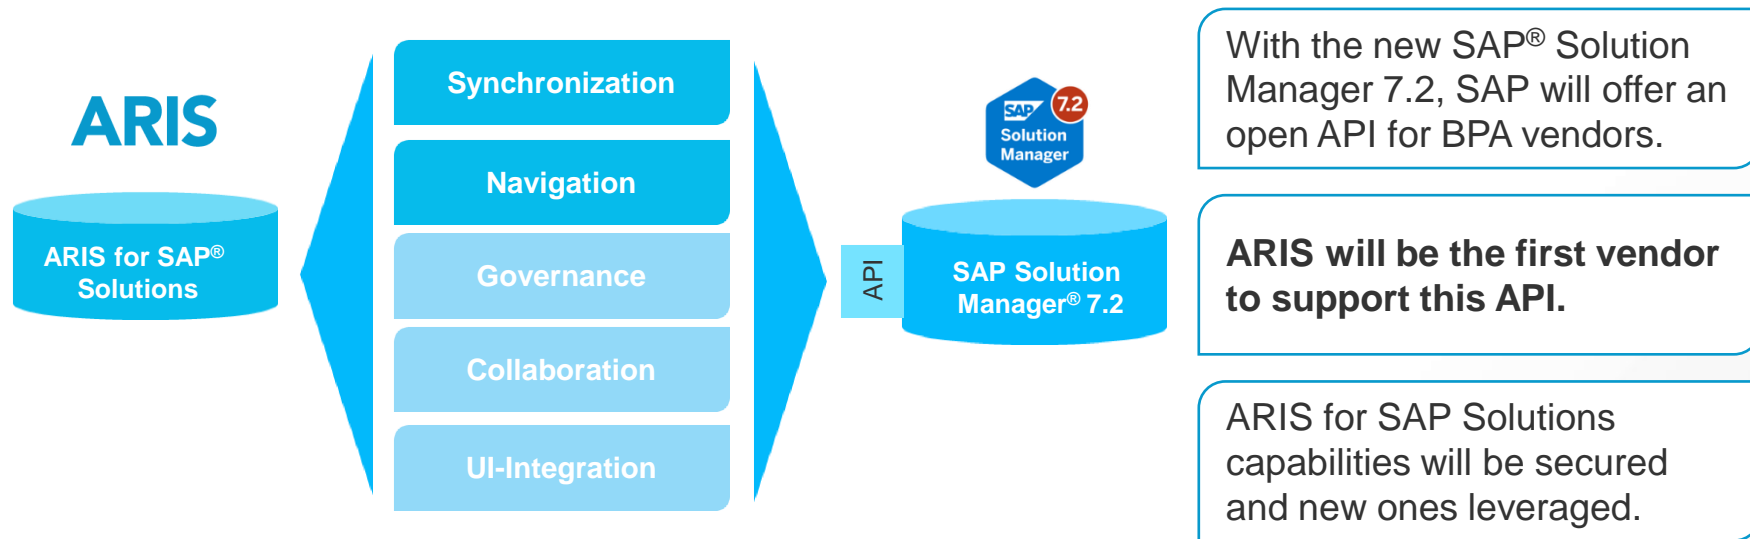 ARIS
ARIS for SAP®
Solutions
Synchronization
Navigation
Governance
Collaboration
UI-Integration
SAP 7.2
Solution
Manager
API
SAP Solution
Manager® 7.2
With the new SAP® Solution
Manager 7.2, SAP will offer an
open API for BPA vendors.
ARIS will be the first vendor
to support this API.
ARIS for SAP Solutions
capabilities will be secured
and new ones leveraged.